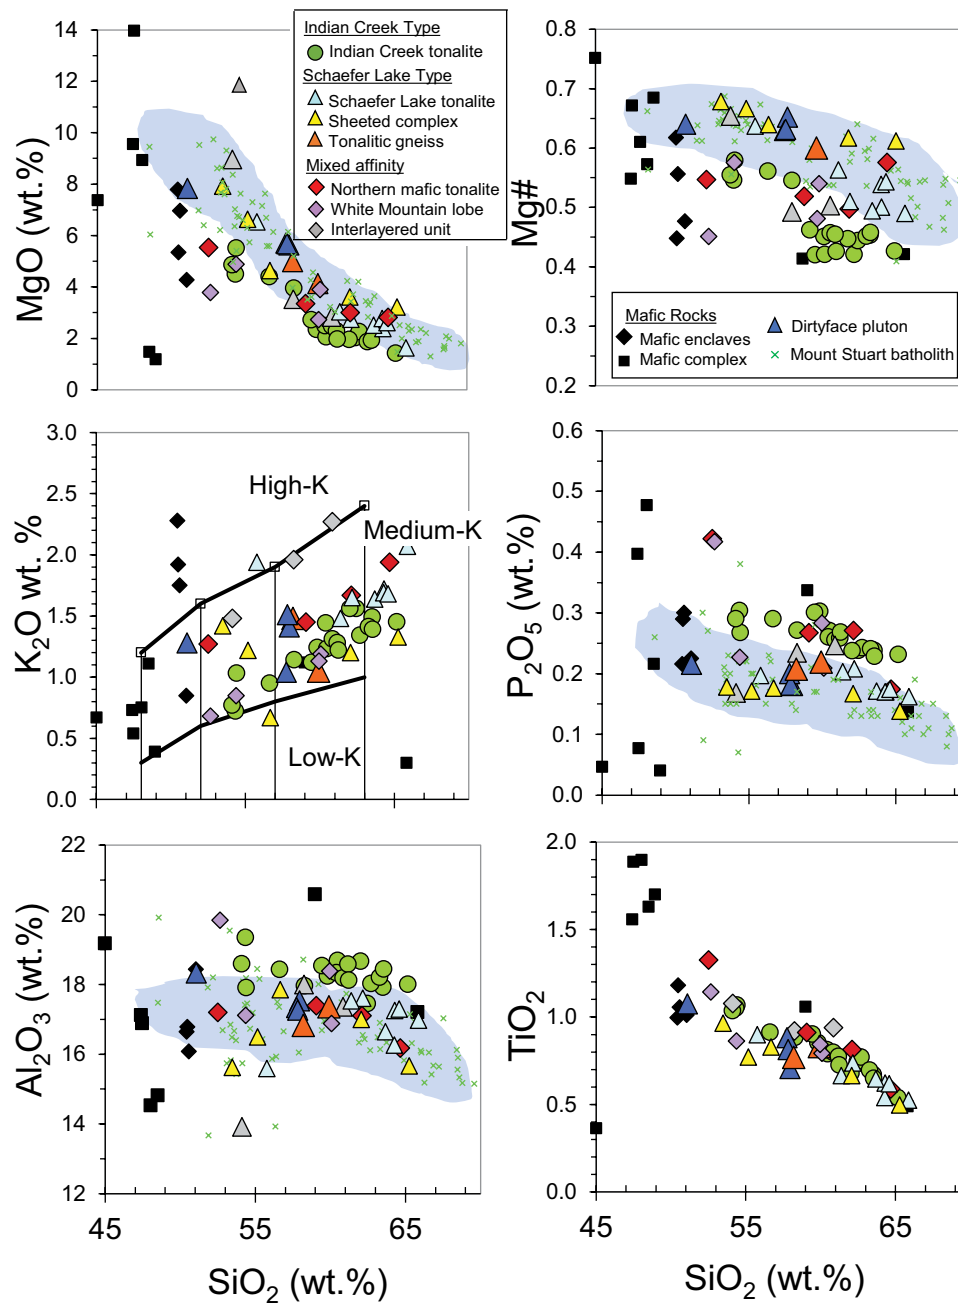 14
12
10
8
6
4
2
0
MgO (wt.%)
Indian Creek Type
Indian Creek tonalite
Schaefer Lake Type
Schaefer Lake tonalite
Sheeted complex
Tonalitic gneiss
Mixed affinity
Northern mafic tonalite
White Mountain lobe
Interlayered unit
0.8
0.7
0.6
0.5
0.4
0.3
0.2
Mg#
Mafic Rocks
Mafic enclaves
Mafic complex
Dirtyface pluton
Mount Stuart batholith
3.0
2.5
2.0
1.5
1.0
0.5
0.0
K2O wt. %
High-K
Medium-K
Low-K
0.6
0.5
0.4
0.3
0.2
0.1
0.0
P2O5 (wt.%)
22
20
18
16
14
12
Al2O3 (wt.%)
45 55 65
SiO2 (wt.%)
2.0
1.5
1.0
0.5
0.0
TiO2
45 55 65
SiO2 (wt.%)